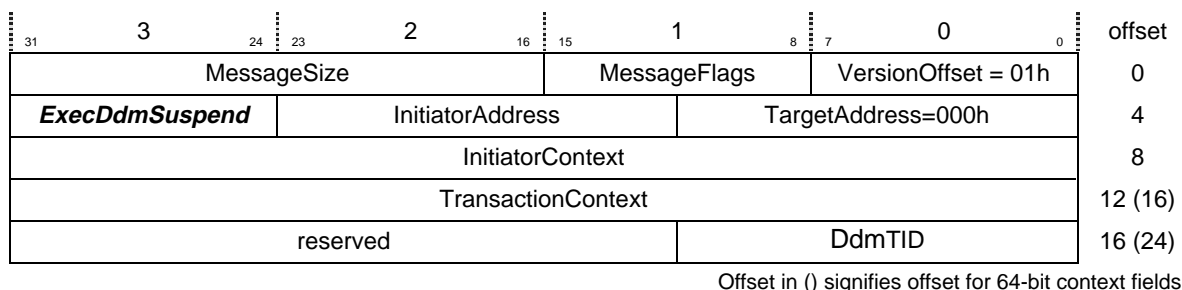 3 2 1 0 offset
31 24 23 16 15 8 7 0
MessageSize MessageFlags VersionOffset = 01h 0
ExecDdmSuspend InitiatorAddress TargetAddress=000h 4
InitiatorContext 8
TransactionContext 12 (16)
reserved DdmTID 16 (24)
Offset in () signifies offset for 64-bit context fields